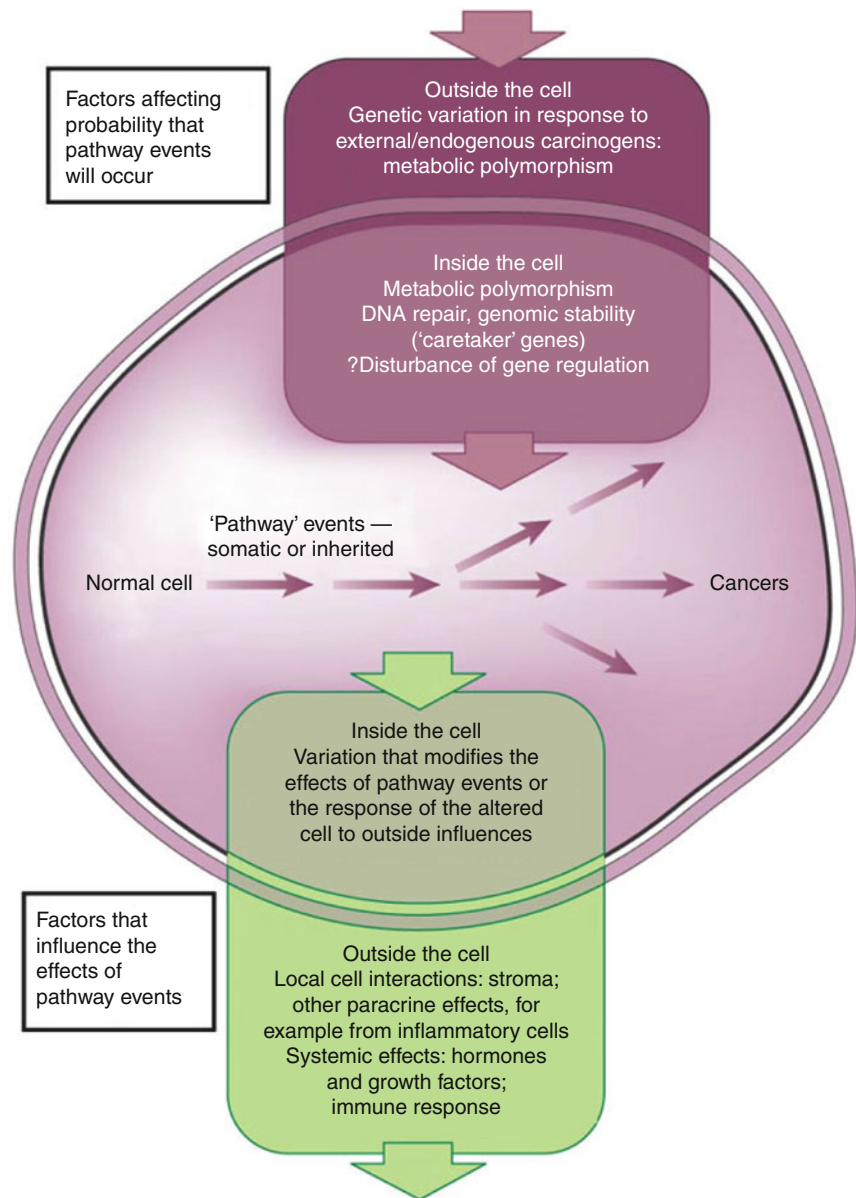 Factors affecting
probability that
pathway events
will occur
Outside the cell
Genetic variation in response to
external/endogenous carcinogens:
metabolic polymorphism
Inside the cell
Metabolic polymorphism
DNA repair, genomic stability
(‘caretaker’ genes)
?Disturbance of gene regulation
‘Pathway’ events —
somatic or inherited
Normal cell
Cancers
Inside the cell
Variation that modifies the
effects of pathway events or
the response of the altered
cell to outside influences
Factors that
influence the
effects of
pathway events
Outside the cell
Local cell interactions: stroma;
other paracrine effects, for
example from inflammatory cells
Systemic effects: hormones
and growth factors;
immune response